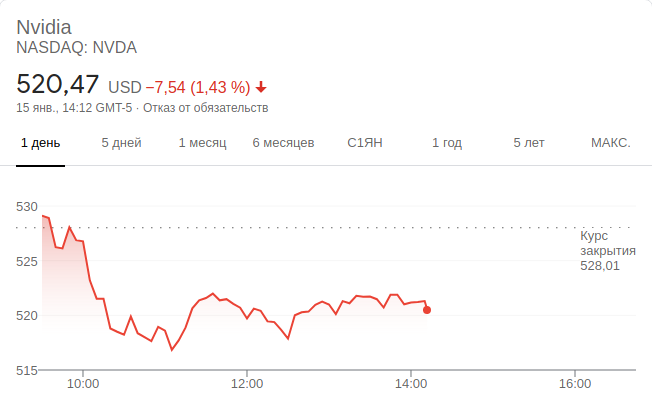 Nvidia
NASDAQ: NVDA
520,47 USD −7,54 (1,43 %)
15 янв., 14:12 GMT-5 · Отказ от обязательств
1 день 5 дней 1 месяц 6 месяцев С1ЯН 1 год 5 лет МАКС.
530
Курс
закрытия
528,01
525
520
515
10:00 12:00 14:00 16:00